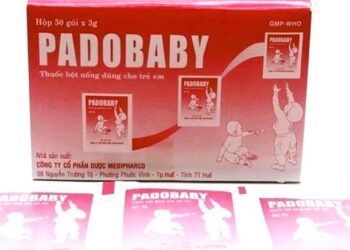 Hộp 50 gói x 3g
GMP-WHO
PADOBABY
Thuốc bột uống dùng cho trẻ em
PADOBABY
Nhà sản xuất:
CÔNG TY CỔ PHẦN DƯỢC MEDIPHARCO
08 Nguyễn Trường Tộ - Phường Phước Vĩnh - Tp.Huế - Tỉnh TT.Huế
PADOBABY
PADOBABY
PADOBABY